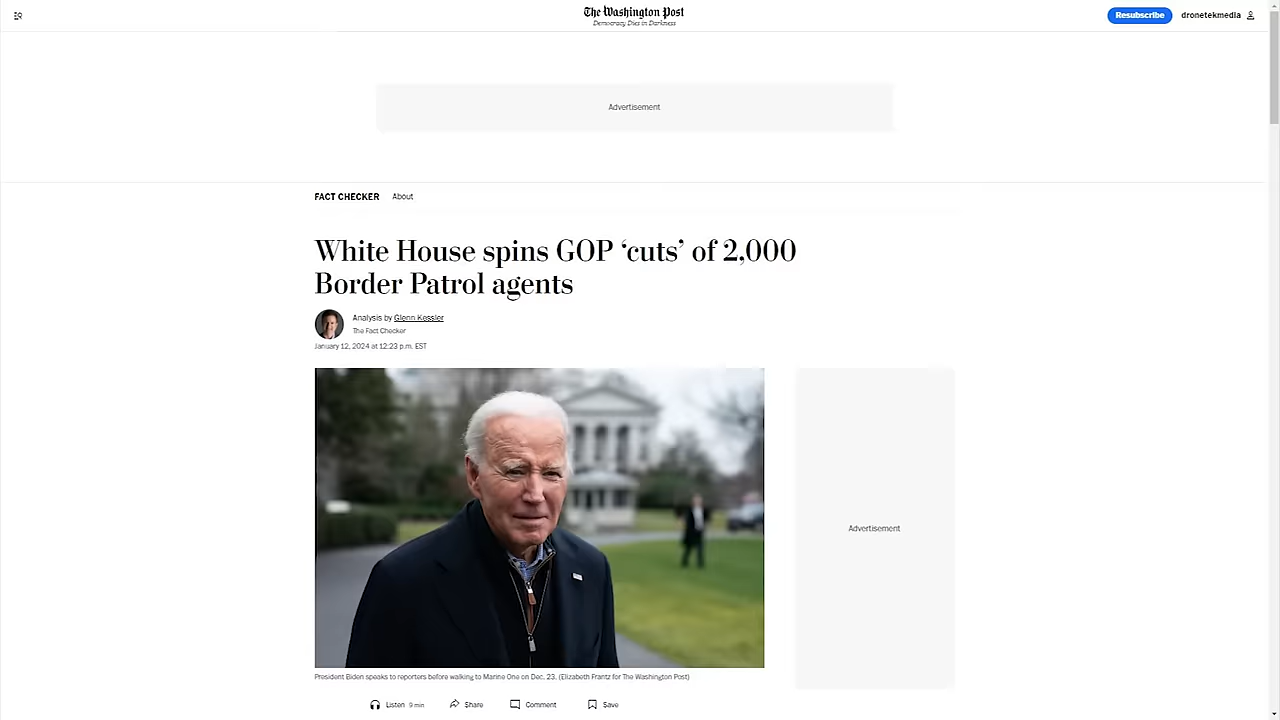 The Washington Post
Democracy Dies in Darkness
Resubscribe
dronetekmedia
Advertisement
FACT CHECKER About
White House spins GOP ‘cuts’ of 2,000
Border Patrol agents
Analysis by Glenn Kessler
The Fact Checker
January 12, 2024 at 12:23 p.m. EST
Advertisement
President Biden speaks to reporters before walking to Marine One on Dec. 23. (Elizabeth Frantz for The Washington Post)
Listen 9 min Share Comment Save